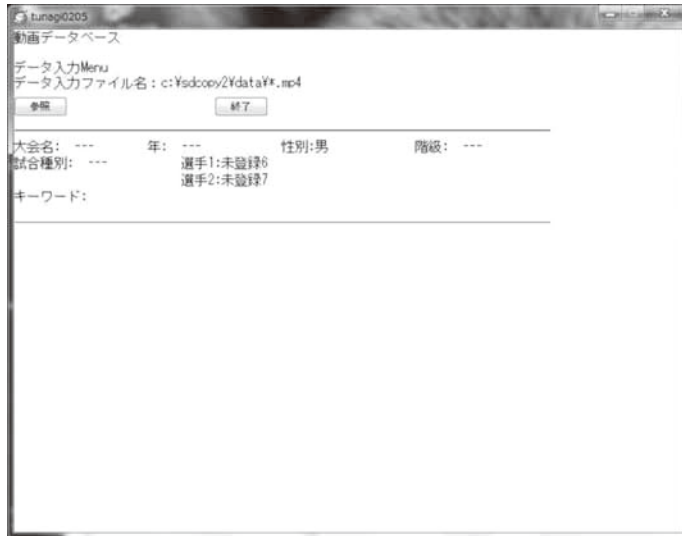 tunagi0205
動画データベース
データ入力Menu
データ入力ファイル名：c:¥sdcopy2¥data¥*.mp4
参照 終了
大会名: --- 年: --- 性別:男 階級: ---
試合種別: --- 選手1:未登録6
選手2:未登録7
キーワード: